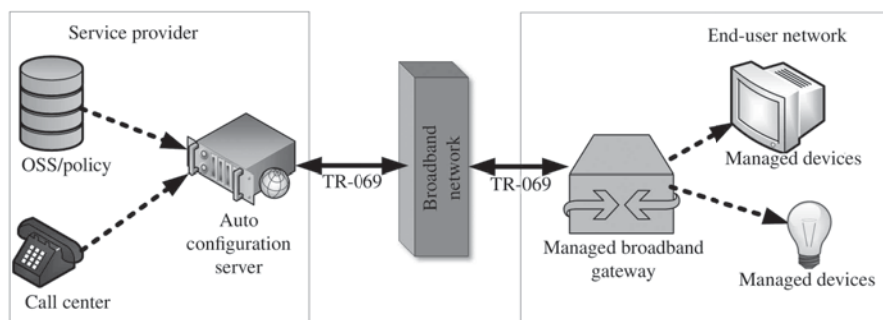 Service provider
OSS/policy
Call center
Auto
configuration
server
TR-069
Broadband
network
TR-069
End-user network
Managed devices
Managed broadband
gateway
Managed devices